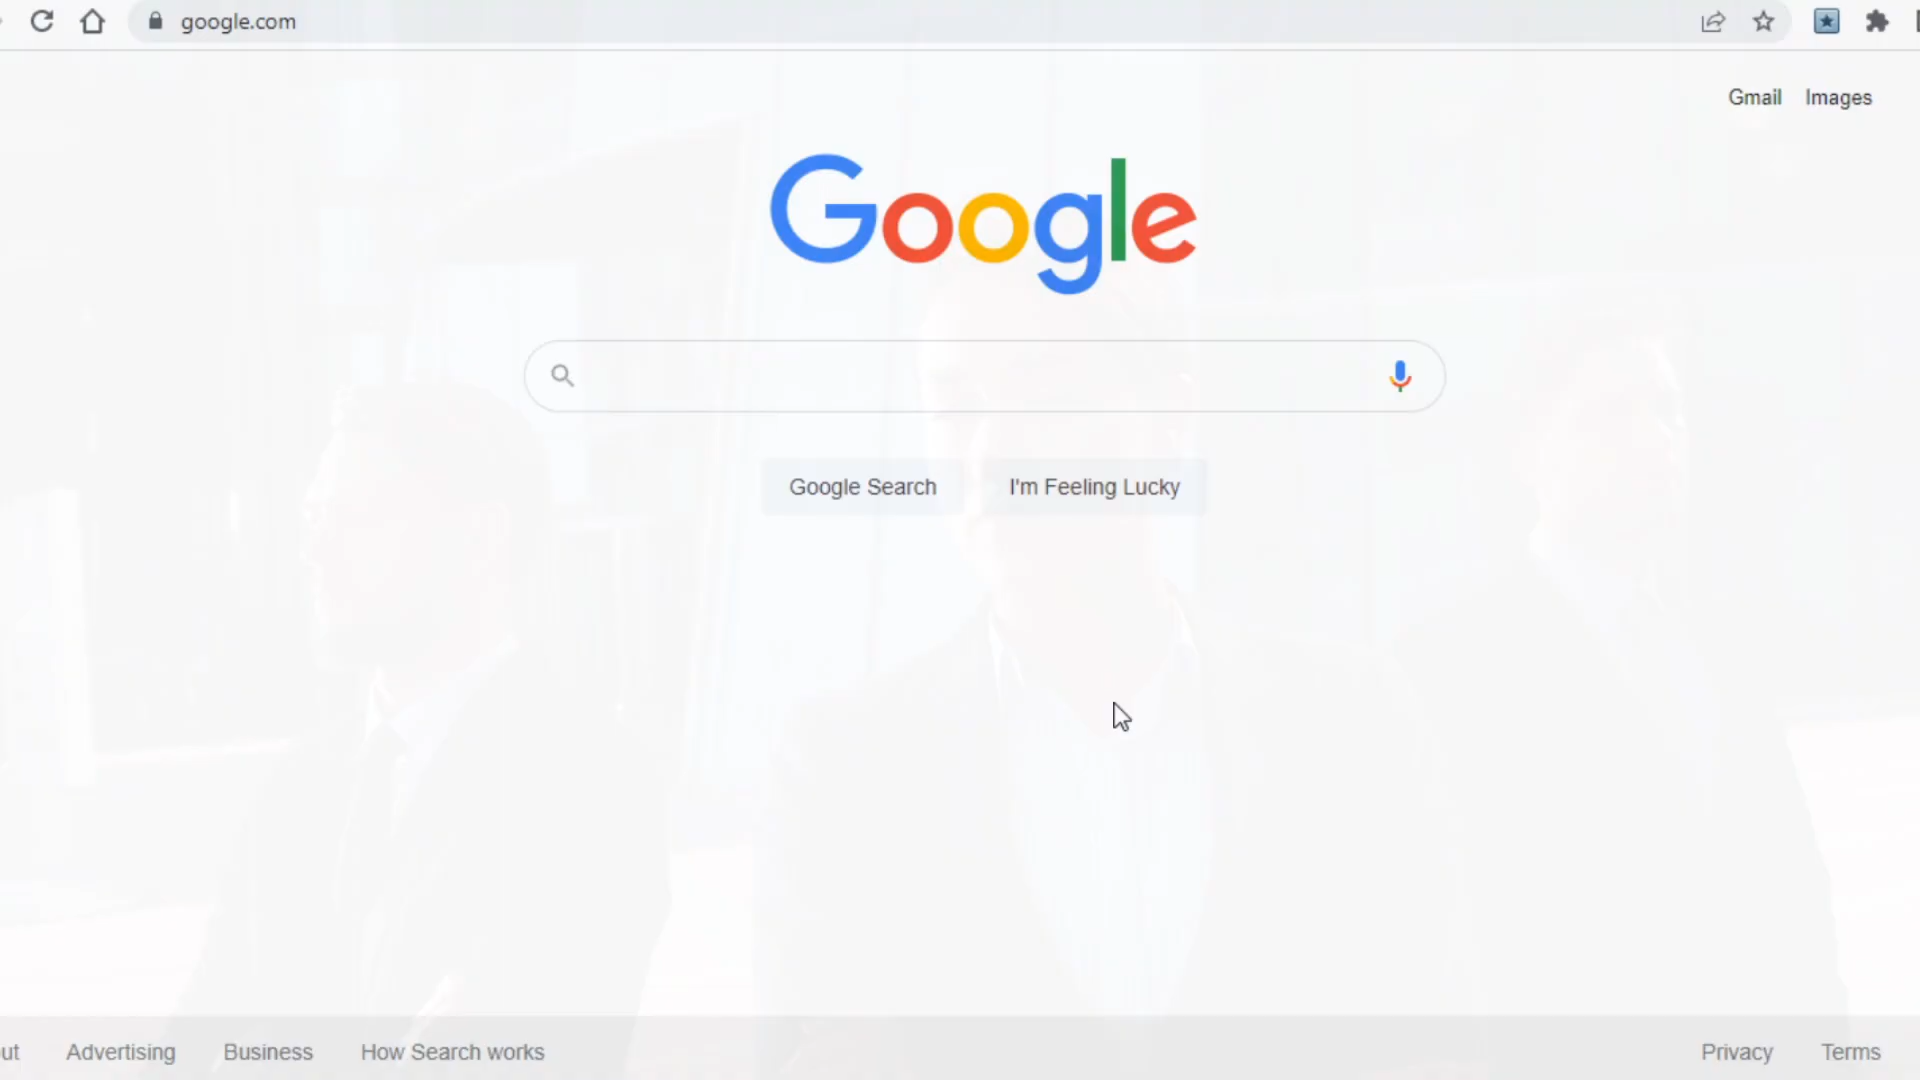 google.com
Gmail Images
Google
Google Search I'm Feeling Lucky
ut Advertising Business How Search works Privacy Terms